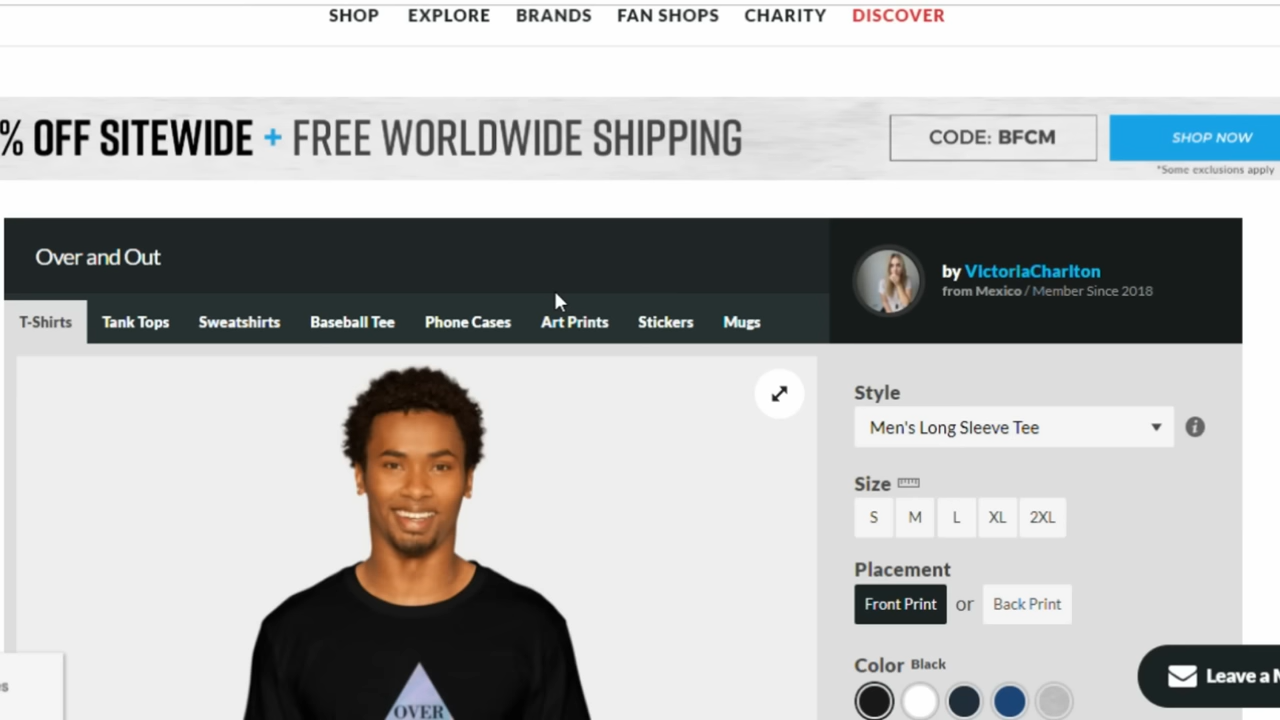 SHOP EXPLORE BRANDS FAN SHOPS CHARITY DISCOVER
% OFF SITEWIDE + FREE WORLDWIDE SHIPPING
CODE: BFCM
SHOP NOW
*Some exclusions apply
Over and Out
by VictoriaCharlton
from Mexico / Member Since 2018
T-Shirts Tank Tops Sweatshirts Baseball Tee Phone Cases Art Prints Stickers Mugs
Style
Men's Long Sleeve Tee
Size
S M L XL 2XL
Placement
Front Print or Back Print
Color Black
Leave a
OVER